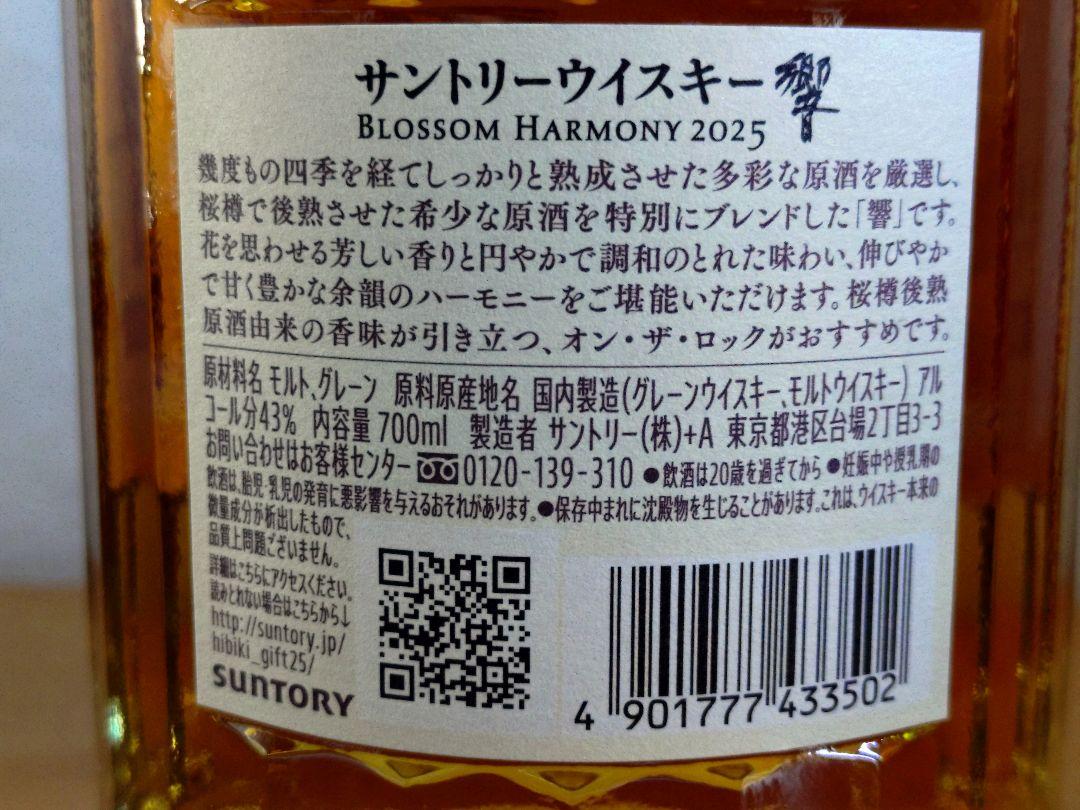 サントリーウイスキー 響
BLOSSOM HARMONY 2025
幾度もの四季を経てしっかりと熟成させた多彩な原酒を厳選し、
桜樽で後熟させた希少な原酒を特別にブレンドした「響」です。
花を思わせる芳しい香りと円やかで調和のとれた味わい、伸びやか
で甘く豊かな余韻のハーモニーをご堪能いただけます。桜樽後熟
原酒由来の香味が引き立つ、オン・ザ・ロックがおすすめです。
原材料名 モルト、グレーン 原料原産地名 国内製造(グレーンウイスキー、モルトウイスキー) アル
コール分43% 内容量 700ml 製造者 サントリー(株)+A 東京都港区台場2丁目3-3
お問い合わせはお客様センター 0120-139-310 ●飲酒は20歳を過ぎてから ●妊娠中や授乳期の
飲酒は、胎児・乳児の発育に悪影響を与えるおそれがあります。●保存中まれに沈殿物を生じることがあります。これは、ウイスキー本来の
微量成分が析出したもので、
品質上問題ございません。
詳細はこちらにアクセスください。
読みとれない場合はこちらから↓
http://suntory.jp/
hibiki_gift25/
SUNTORY
4 901777 433502